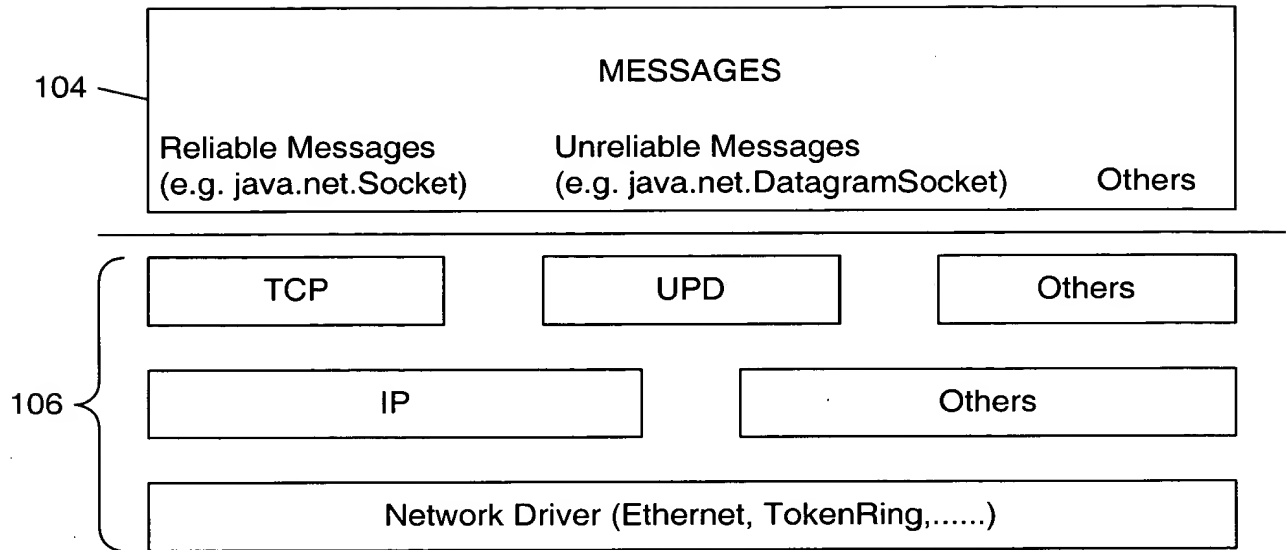 MESSAGES
104
Reliable Messages
(e.g. java.net.Socket)
Unreliable Messages
(e.g. java.net.DatagramSocket)
Others
TCP
UPD
Others
106
IP
Others
Network Driver (Ethernet, TokenRing,......)